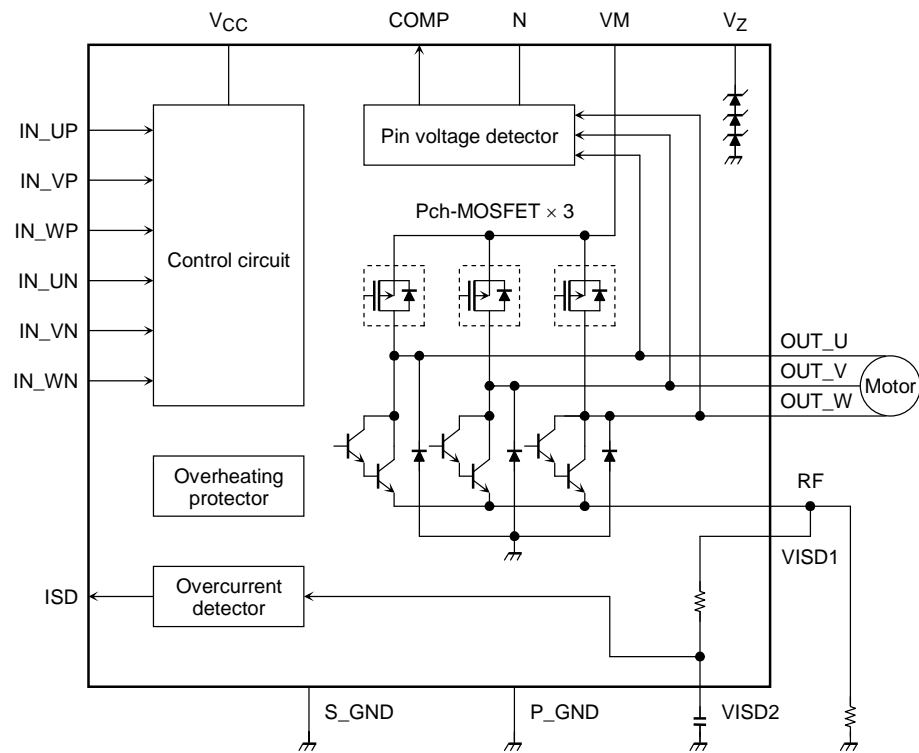 VCC
COMP
N
VM
VZ
IN_UP
IN_VP
IN_WP
IN_UN
IN_VN
IN_WN
Control circuit
Pin voltage detector
Pch-MOSFET × 3
OUT_U
OUT_V
OUT_W
Motor
Overheating
protector
RF
VISD1
ISD
Overcurrent
detector
S_GND
P_GND
VISD2